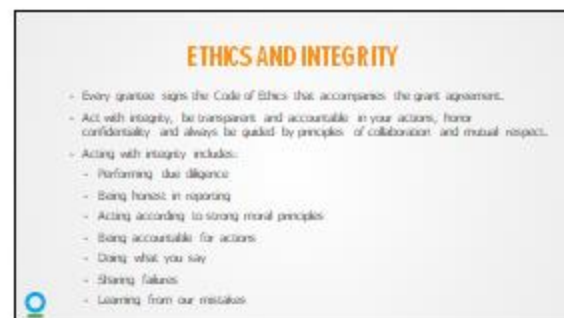 ETHICS AND INTEGRITY
- Every grantee signs the Code of Ethics that accompanies the grant agreement.
- Act with integrity, be transparent and accountable in your actions, honor
confidentiality and always be guided by principles of collaboration and mutual respect.
- Acting with integrity includes:
- Performing due diligence
- Being honest in reporting
- Acting according to strong moral principles
- Being accountable for actions
- Doing what you say
- Sharing failures
- Learning from our mistakes